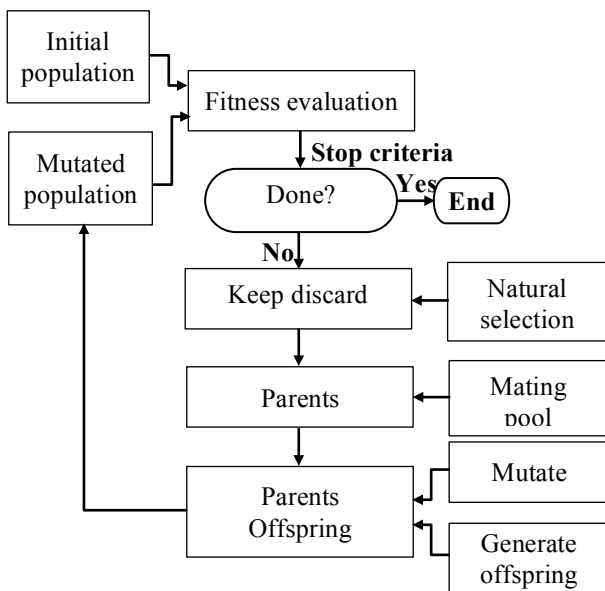 Initial
population
Fitness evaluation
Mutated
population
Stop criteria
Done?
Yes
End
No
Keep discard
Natural
selection
Parents
Mating
pool
Parents
Offspring
Mutate
Generate
offspring